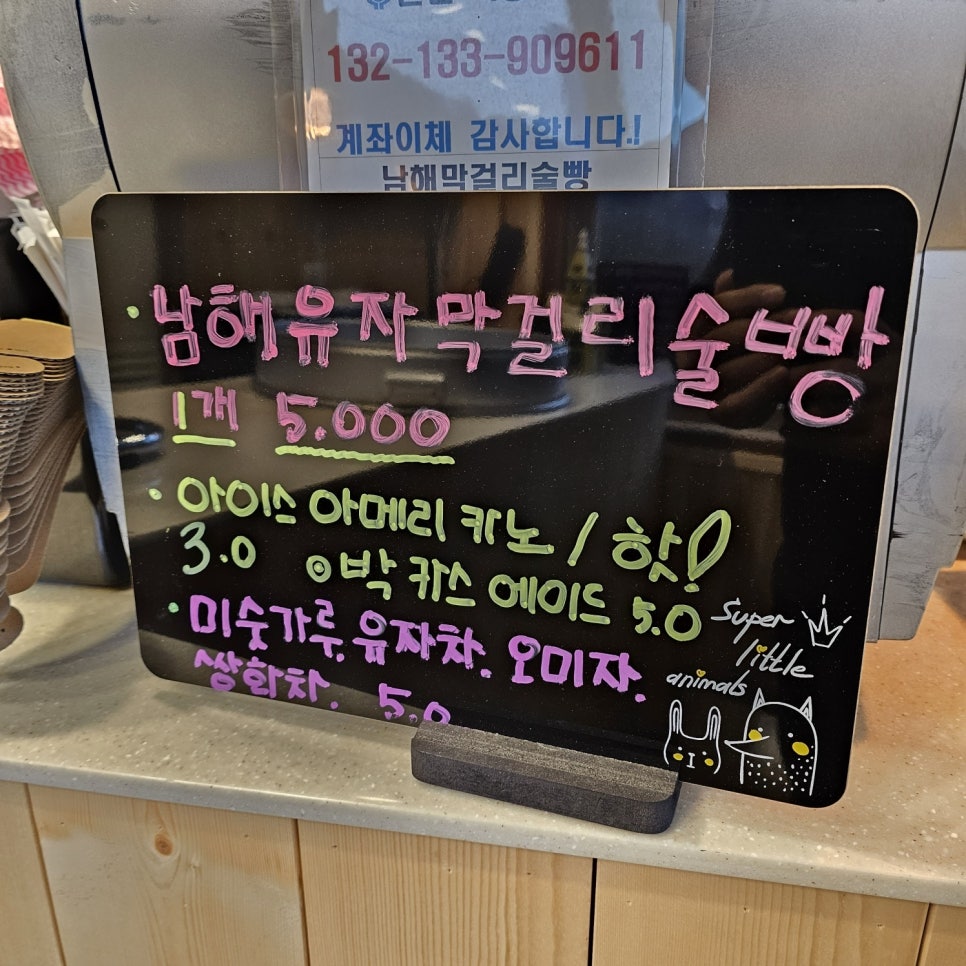 132-133-909611
계좌이체 감사합니다.!
남해막걸리술빵
남해유자막걸리술빵
1개 5.000
아이스 아메리카노 / 핫!
3.0 ⊙박카스에이드 5.0
미숫가루. 유자차. 오미자.
쌍화차. 5.0
Super
little
animals